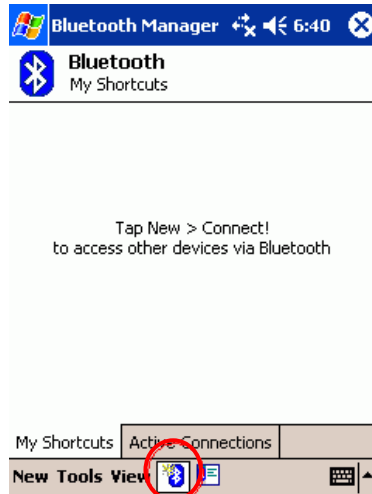 Bluetooth Manager 6:40
Bluetooth
My Shortcuts
Tap New > Connect!
to access other devices via Bluetooth
My Shortcuts Active Connections
New Tools View